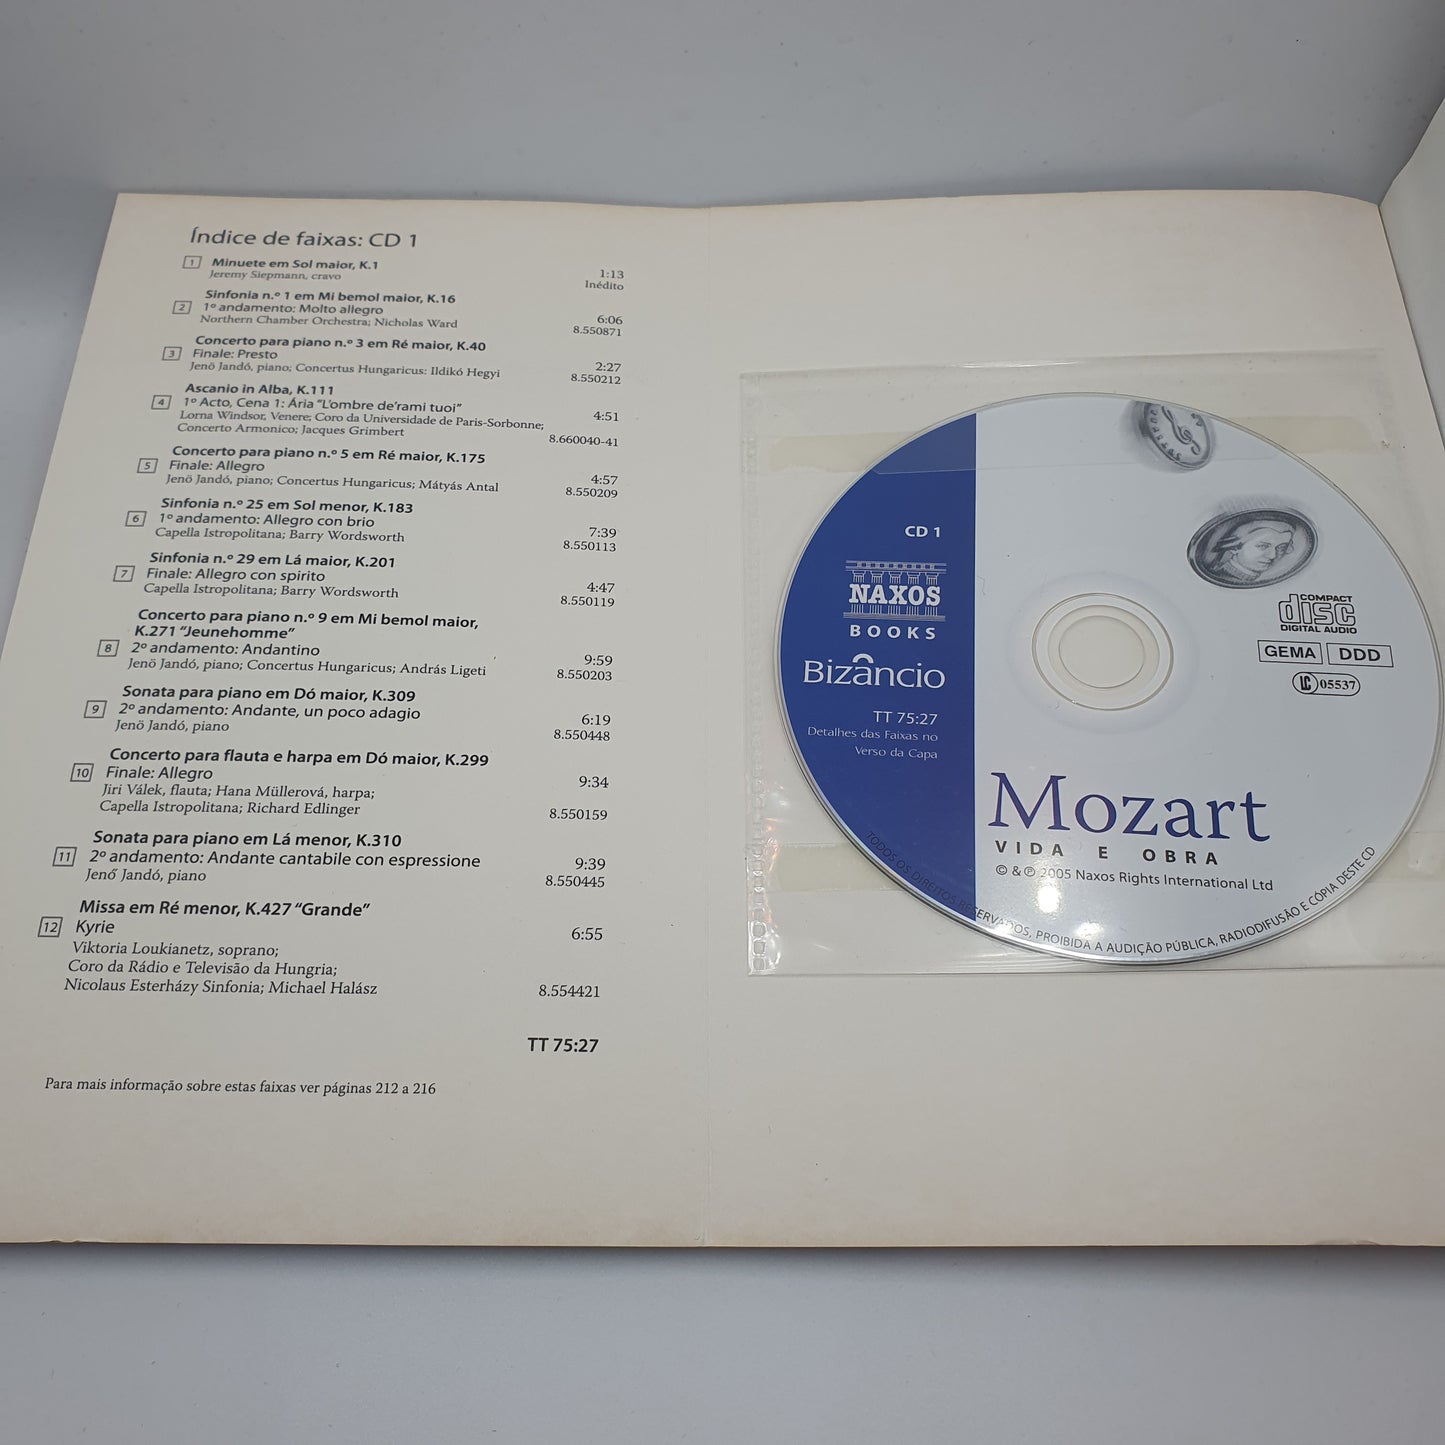 Índice de faixas: CD 1
1 Minuete em Sol maior, K.1
Jeremy Siepmann, cravo 1:13
Inédito
Sinfonia n.º 1 em Mi bemol maior, K.16
2 1º andamento: Molto allegro 6:06
Northern Chamber Orchestra; Nicholas Ward 8.550871
Concerto para piano n.º 3 em Ré maior, K.40
3 Finale: Presto 2:27
Jenö Jandó, piano; Concertus Hungaricus: Ildikó Hegyi 8.550212
Ascanio in Alba, K.111
4 1º Acto, Cena 1: Ária "L'ombre de'rami tuoi" 4:51
Lorna Windsor, Venere; Coro da Universidade de Paris-Sorbonne;
Concerto Armonico; Jacques Grimbert 8.660040-41
Concerto para piano n.º 5 em Ré maior, K.175
5 Finale: Allegro 4:57
Jenö Jandó, piano; Concertus Hungaricus; Mátyás Antal 8.550209
Sinfonia n.º 25 em Sol menor, K.183
6 1º andamento: Allegro con brio 7:39
Capella Istropolitana; Barry Wordsworth 8.550113
Sinfonia n.º 29 em Lá maior, K.201
7 Finale: Allegro con spirito 4:47
Capella Istropolitana; Barry Wordsworth 8.550119
Concerto para piano n.º 9 em Mi bemol maior,
K.271 "Jeunehomme"
8 2º andamento: Andantino 9:59
Jenö Jandó, piano; Concertus Hungaricus; András Ligeti 8.550203
Sonata para piano em Dó maior, K.309
9 2º andamento: Andante, un poco adagio 6:19
Jenö Jandó, piano 8.550448
Concerto para flauta e harpa em Dó maior, K.299
10 Finale: Allegro 9:34
Jiri Válek, flauta; Hana Müllerová, harpa;
Capella Istropolitana; Richard Edlinger 8.550159
Sonata para piano em Lá menor, K.310
11 2º andamento: Andante cantabile con espressione 9:39
Jenő Jandó, piano 8.550445
Missa em Ré menor, K.427 "Grande"
12 Kyrie 6:55
Viktoria Loukianetz, soprano;
Coro da Rádio e Televisão da Hungria;
Nicolaus Esterházy Sinfonia; Michael Halász 8.554421
TT 75:27
Para mais informação sobre estas faixas ver páginas 212 a 216
CD 1
NAXOS
BOOKS
Bizâncio
TT 75:27
Detalhes das Faixas no
Verso da Capa
COMPACT
disc
DIGITAL AUDIO
GEMA DDD
LC 05537
Mozart
VIDA E OBRA
© & ℗ 2005 Naxos Rights International Ltd
TODOS OS DIREITOS RESERVADOS, PROIBIDA A AUDIÇÃO PÚBLICA, RADIODIFUSÃO E CÓPIA DESTE CD